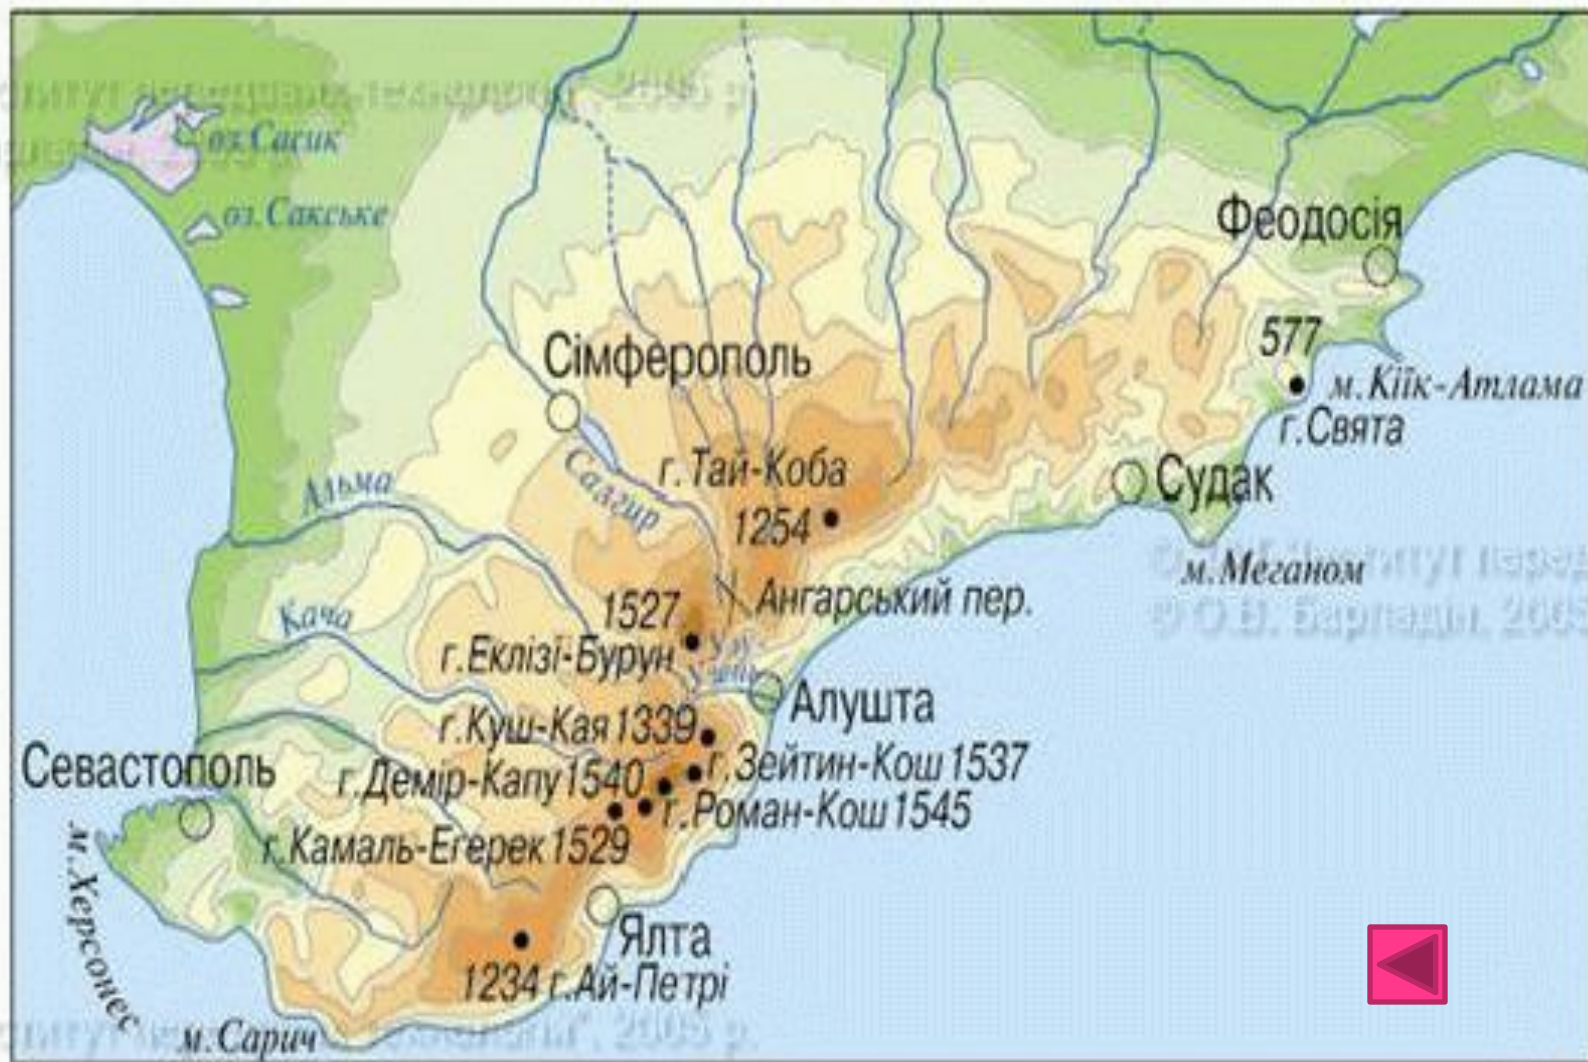 оз.Сасик
оз.Сакське
Феодосія
577
м.Кіїк-Атлама
г.Свята
Сімферополь
Салгир
г.Тай-Коба
1254
Судак
м.Меганом
Альма
Ангарський пер.
Кача
1527
г.Еклізі-Бурун
Алушта
г.Куш-Кая 1339
г.Зейтин-Кош 1537
г.Демір-Капу 1540
г.Роман-Кош 1545
г.Камаль-Егерек 1529
Севастополь
м.Херсонес
Ялта
1234 г.Ай-Петрі
м.Сарич
, 2005 р.